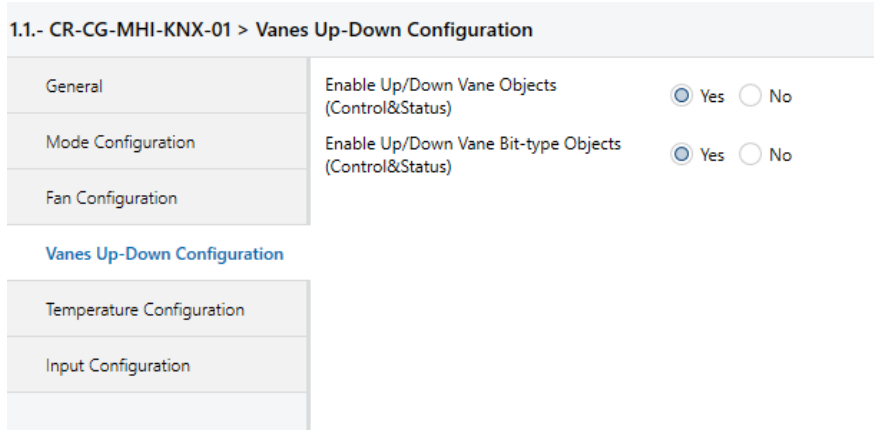 1.1.- CR-CG-MHI-KNX-01 > Vanes Up-Down Configuration
General
Mode Configuration
Fan Configuration
Vanes Up-Down Configuration
Temperature Configuration
Input Configuration
Enable Up/Down Vane Objects
(Control&Status)
Yes No
Enable Up/Down Vane Bit-type Objects
(Control&Status)
Yes No